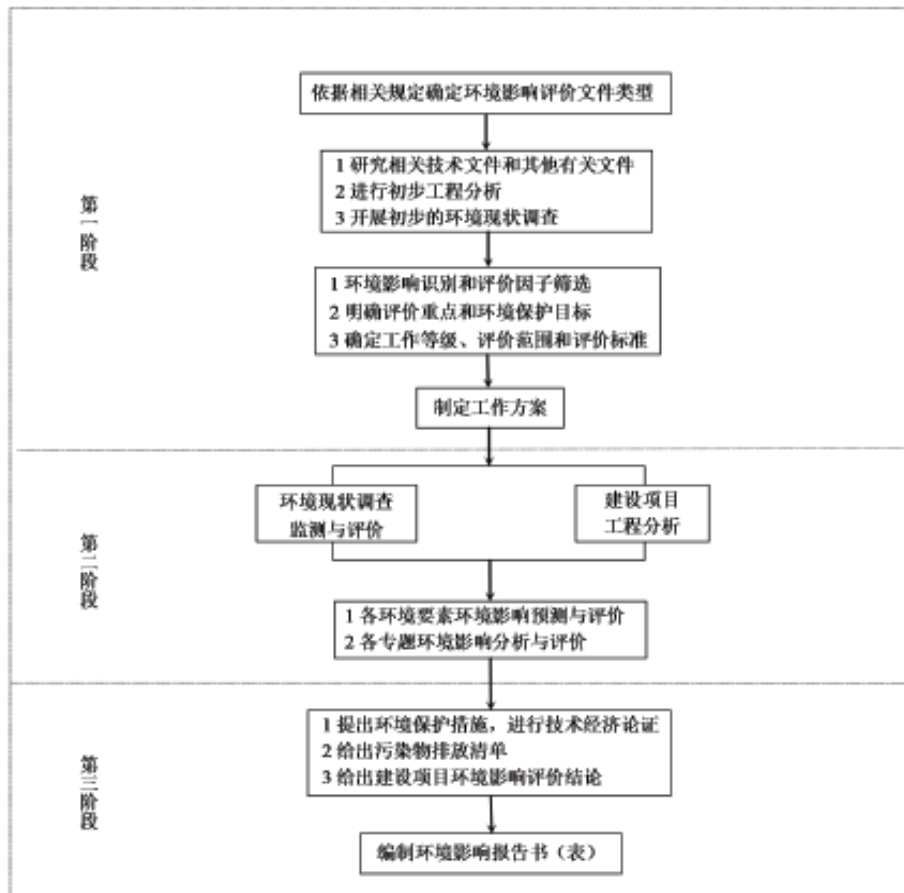 第一阶段
依据相关规定确定环境影响评价文件类型
1 研究相关技术文件和其他有关文件
2 进行初步工程分析
3 开展初步的环境现状调查
1 环境影响识别和评价因子筛选
2 明确评价重点和环境保护目标
3 确定工作等级、评价范围和评价标准
制定工作方案
第二阶段
环境现状调查
监测与评价
建设项目
工程分析
1 各环境要素环境影响预测与评价
2 各专题环境影响分析与评价
第三阶段
1 提出环境保护措施，进行技术经济论证
2 给出污染物排放清单
3 给出建设项目环境影响评价结论
编制环境影响报告书（表）